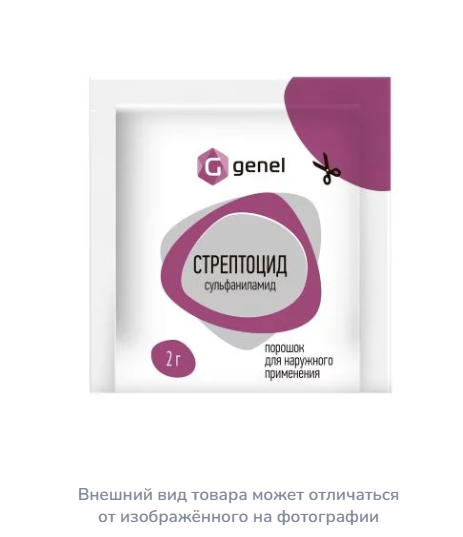 G genel
СТРЕПТОЦИД
сульфаниламид
2 г
порошок
для наружного
применения
Внешний вид товара может отличаться
от изображённого на фотографии